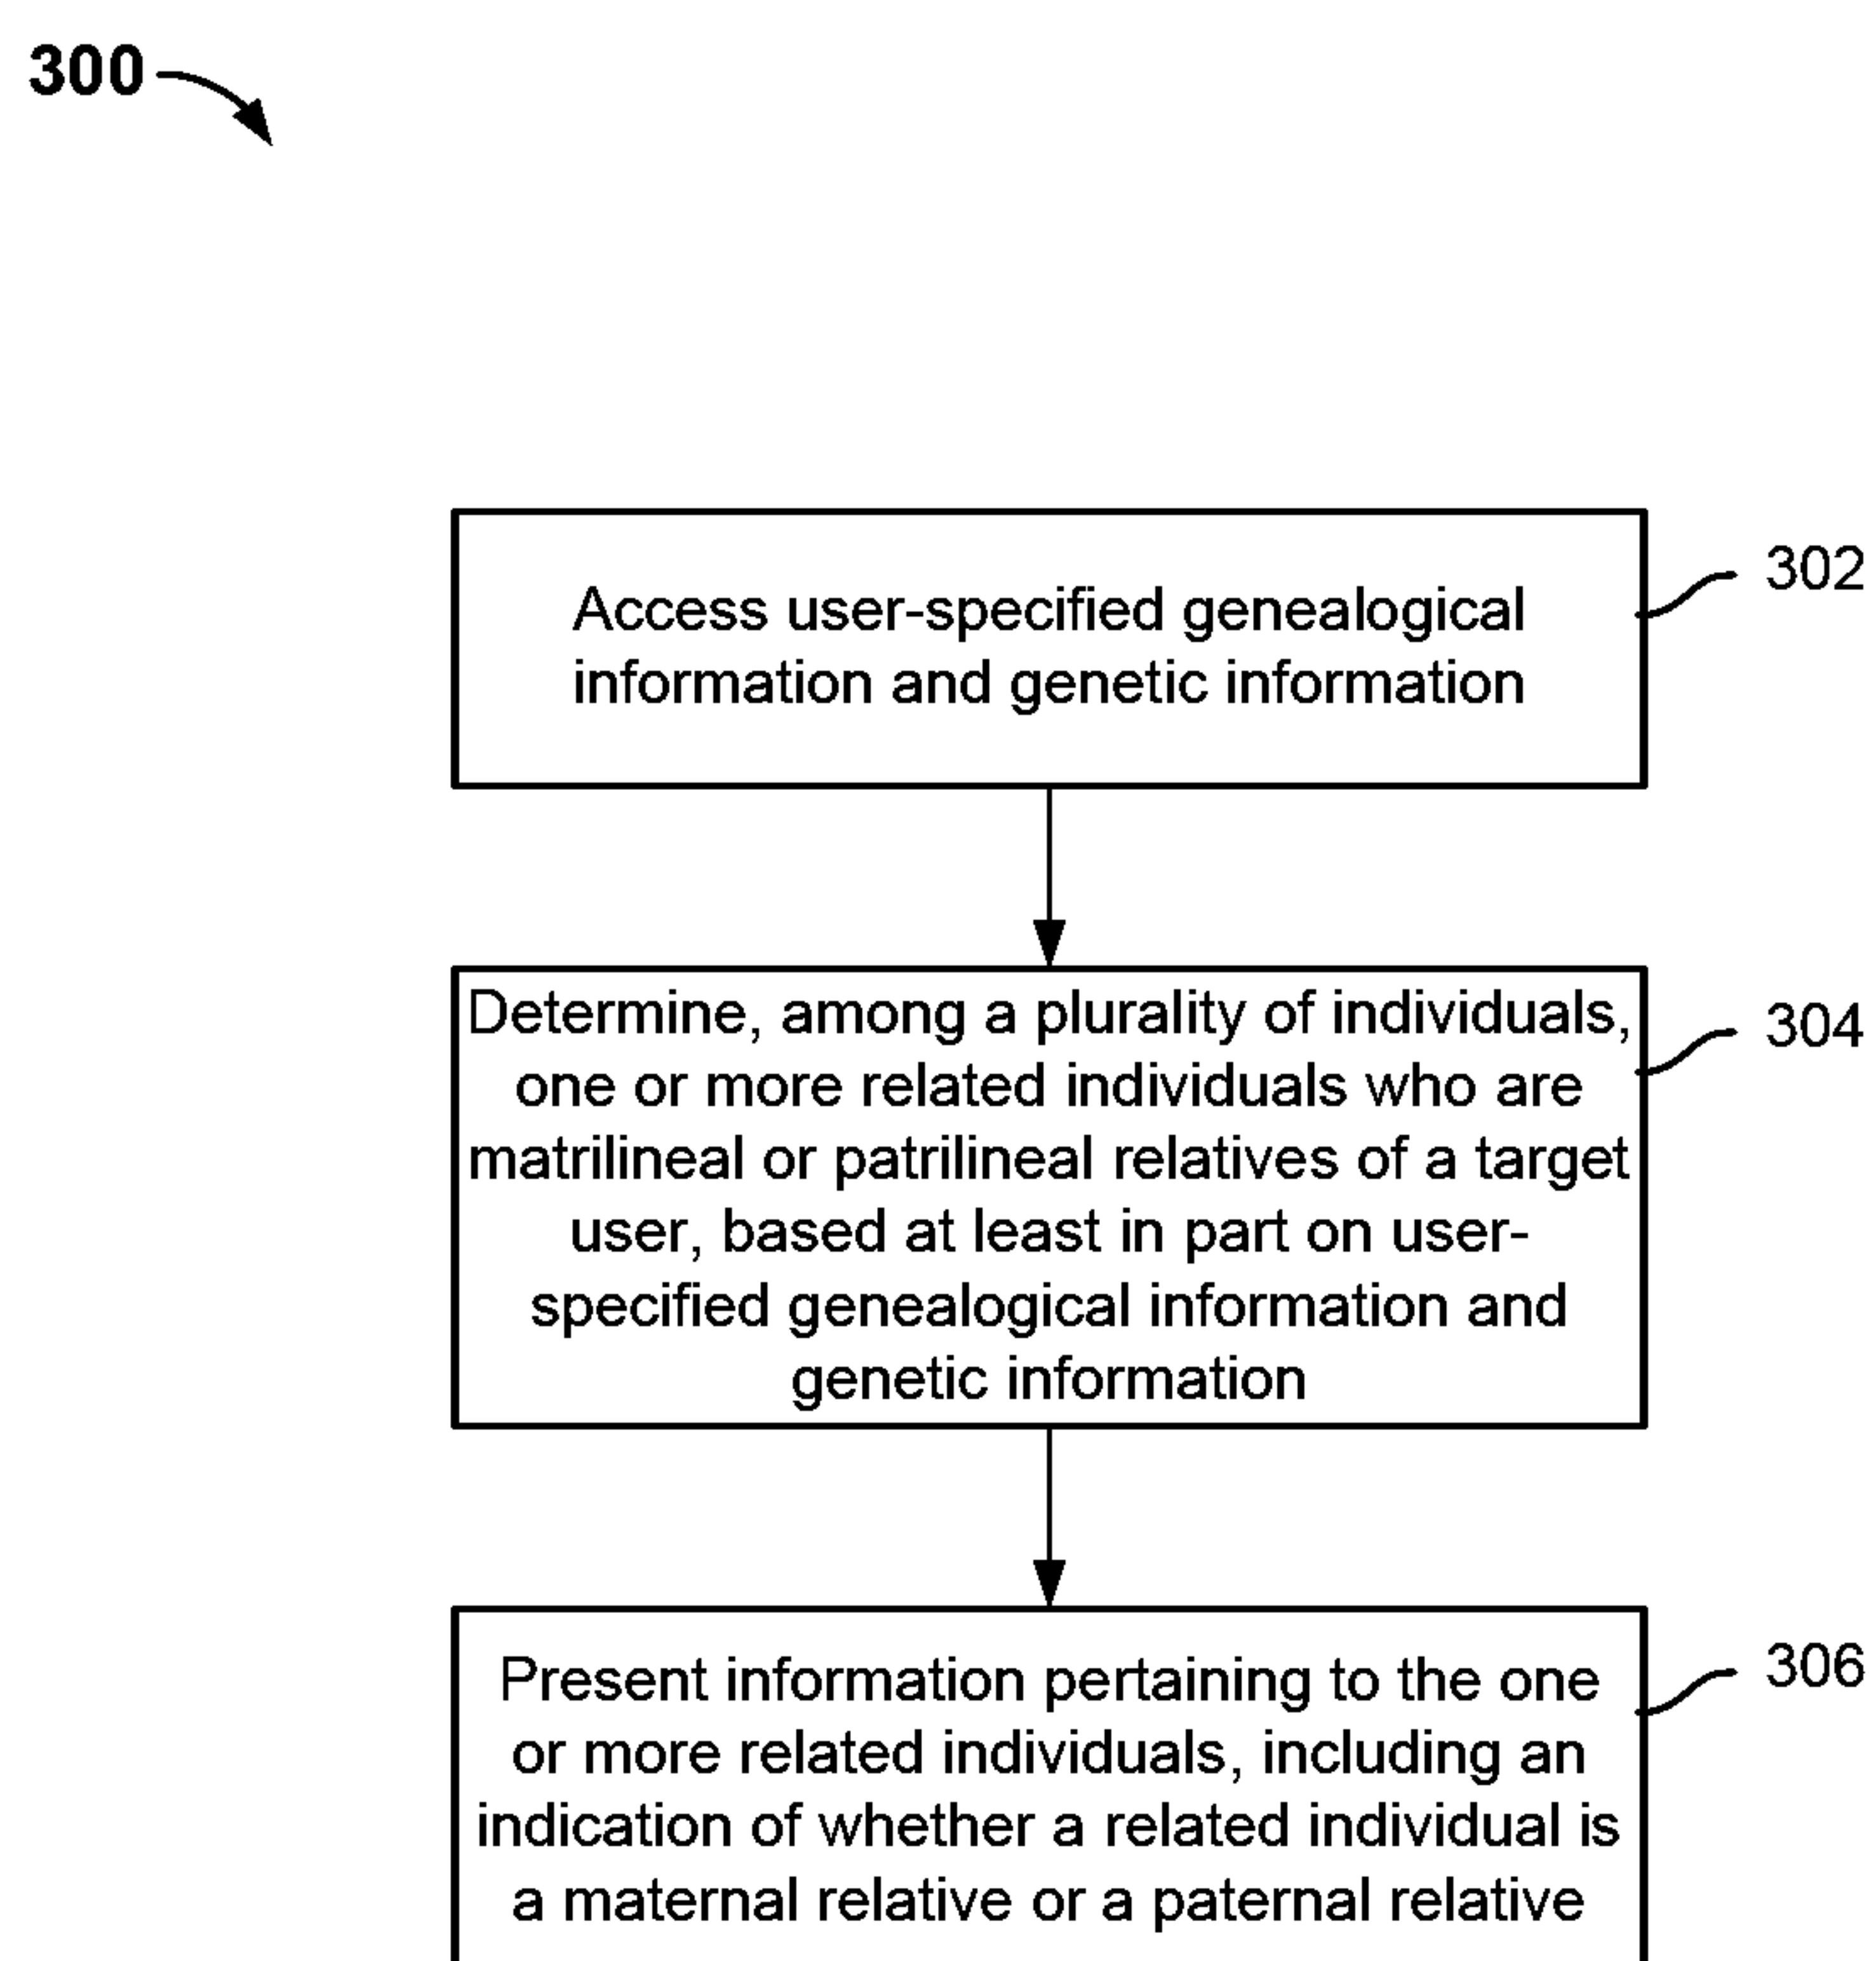 300
302
Access user-specified genealogical
information and genetic information
304
Determine, among a plurality of individuals,
one or more related individuals who are
matrilineal or patrilineal relatives of a target
user, based at least in part on user-
specified genealogical information and
genetic information
306
Present information pertaining to the one
or more related individuals, including an
indication of whether a related individual is
a maternal relative or a paternal relative